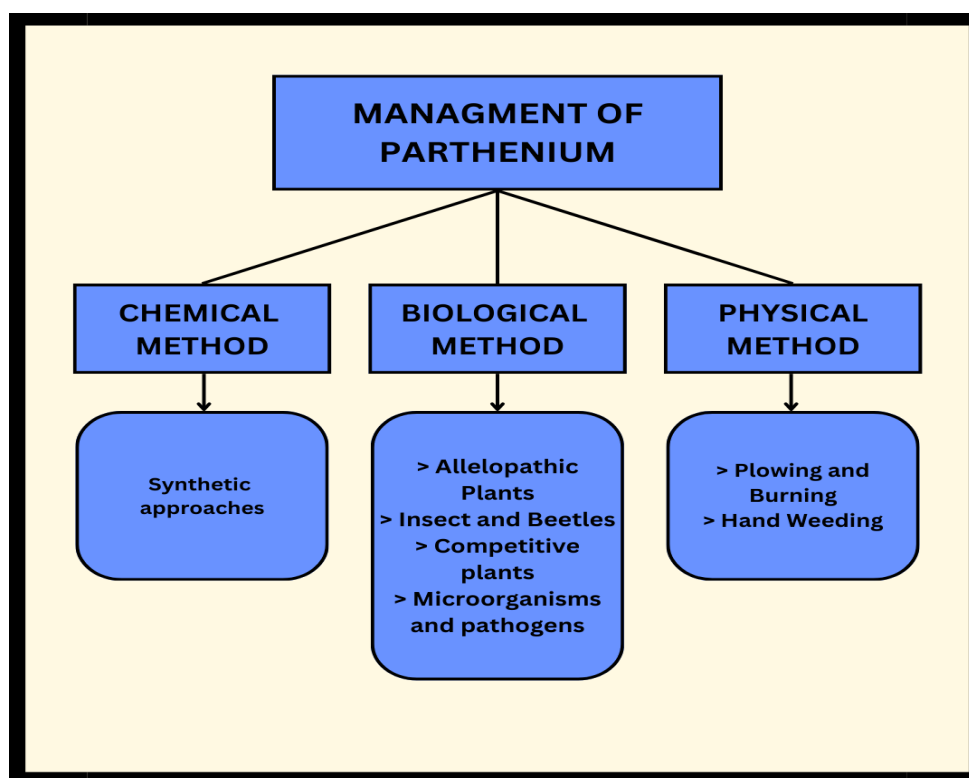 MANAGMENT OF
PARTHENIUM
CHEMICAL
METHOD
BIOLOGICAL
METHOD
PHYSICAL
METHOD
Synthetic
approaches
> Allelopathic
Plants
> Insect and Beetles
> Competitive
plants
> Microorganisms
and pathogens
> Plowing and
Burning
> Hand Weeding